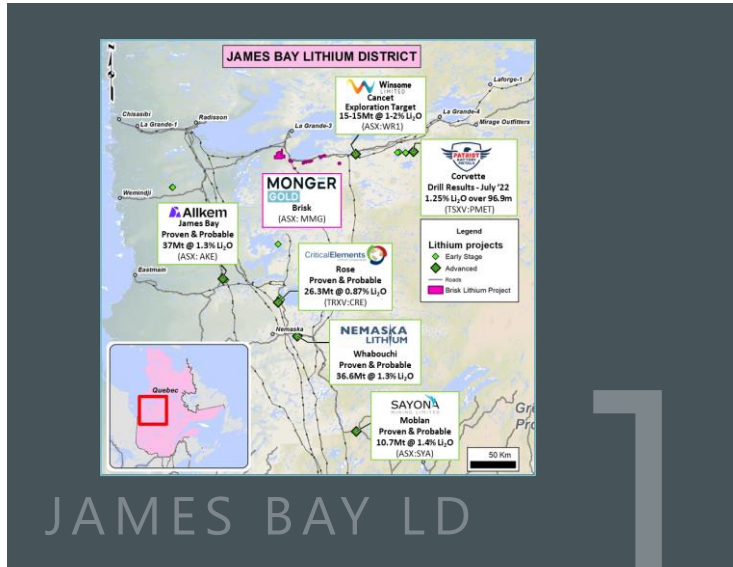 JAMES BAY LITHIUM DISTRICT
N
Laforge-1
Winsome
LIMITED
Cancet
Exploration Target
15-15Mt @ 1-2% Li₂O
(ASX:WR1)
Chisasibi
La Grande-1
Radisson
La Grande-3
La Grande-4
Mirage Outfitters
PATRIOT
BATTERY METALS
Corvette
Drill Results - July '22
1.25% Li₂O over 96.9m
(TSXV:PMET)
MONGER
GOLD
Brisk
(ASX: MMG)
Wemindji
Allkem
James Bay
Proven & Probable
37Mt @ 1.3% Li₂O
(ASX: AKE)
Legend
Lithium projects
Early Stage
Advanced
Roads
Brisk Lithium Project
CriticalElements
Rose
Proven & Probable
26.3Mt @ 0.87% Li₂O
(TRXV:CRE)
Eastmain
Nemaska
NEMASKA
LITHIUM
Whabouchi
Proven & Probable
36.6Mt @ 1.3% Li₂O
Quebec
SAYONA
MINING LIMITED
Moblan
Proven & Probable
10.7Mt @ 1.4% Li₂O
(ASX:SYA)
Gre
Pro
50 Km
JAMES BAY LD
1